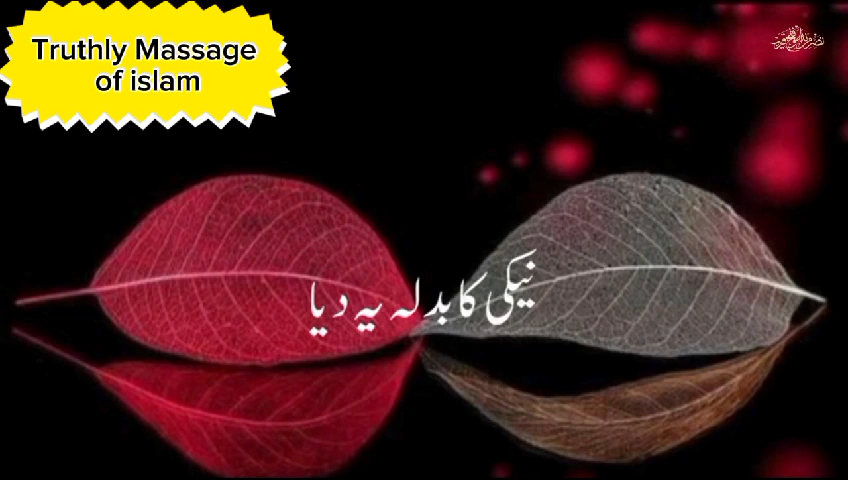 Truthly Massage
of islam
نیکی کا بدلہ یہ دیا